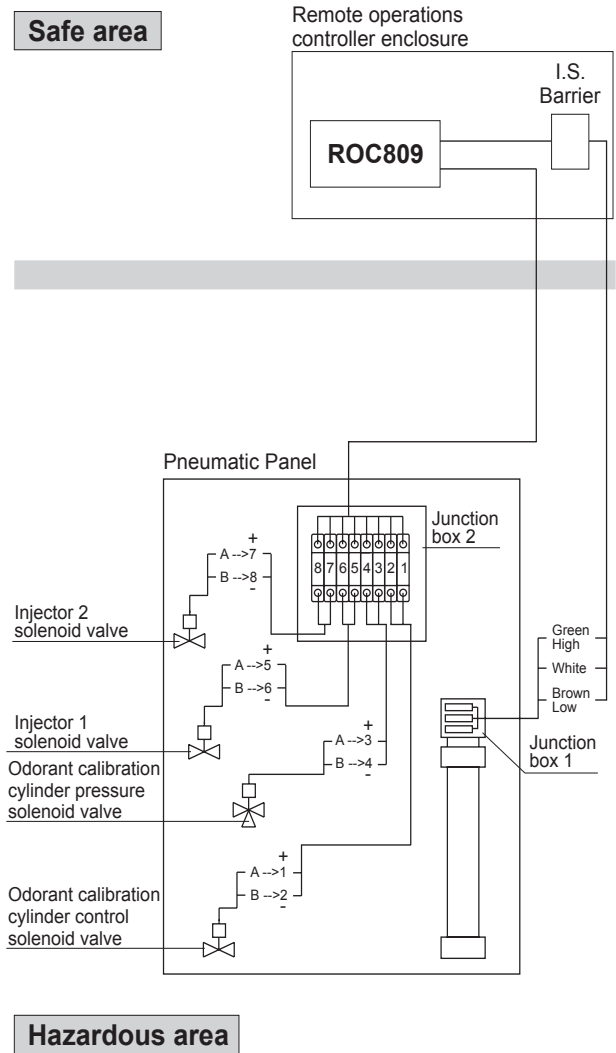 Safe area
Remote operations
controller enclosure
I.S.
Barrier
ROC809
Pneumatic Panel
Junction
box 2
8 7 6 5 4 3 2 1
+
A -->7
B -->8
-
Injector 2
solenoid valve
+
A -->5
B -->6
-
Injector 1
solenoid valve
+
A -->3
B -->4
-
Odorant calibration
cylinder pressure
solenoid valve
+
A -->1
B -->2
-
Odorant calibration
cylinder control
solenoid valve
Green
High
White
Brown
Low
Junction
box 1
Hazardous area